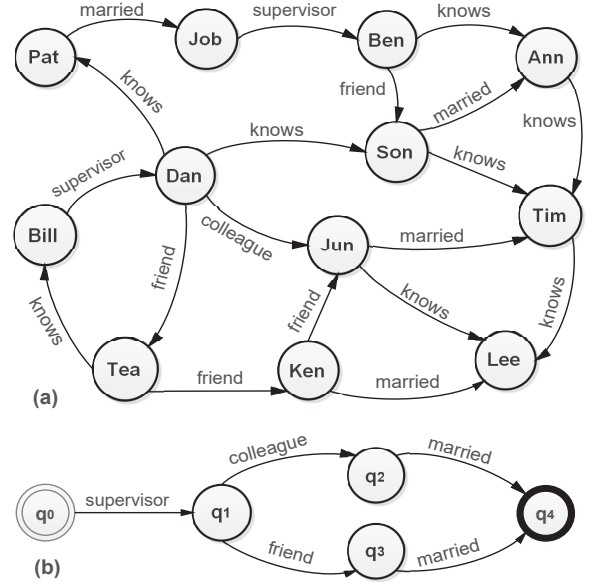 married
supervisor
knows
Pat
Job
Ben
Ann
knows
friend
married
knows
knows
Son
knows
supervisor
Dan
Bill
colleague
Jun
married
Tim
knows
friend
friend
knows
knows
Tea
friend
Ken
married
Lee
(a)
colleague
married
q0
supervisor
q1
q2
q4
friend
q3
married
(b)